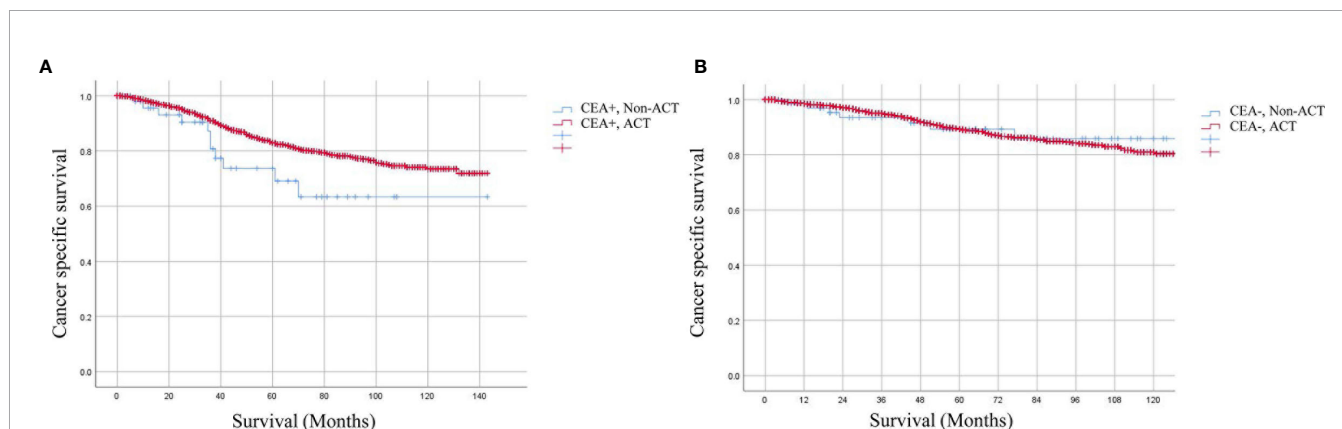 A
B
CEA+, Non-ACT
CEA+, ACT
CEA-, Non-ACT
CEA-, ACT
Cancer specific survival
1.0
0.8
0.6
0.4
0.2
0.0
0 20 40 60 80 100 120 140
Survival (Months)
Cancer specific survival
1.0
0.8
0.6
0.4
0.2
0.0
0 12 24 36 48 60 72 84 96 108 120
Survival (Months)